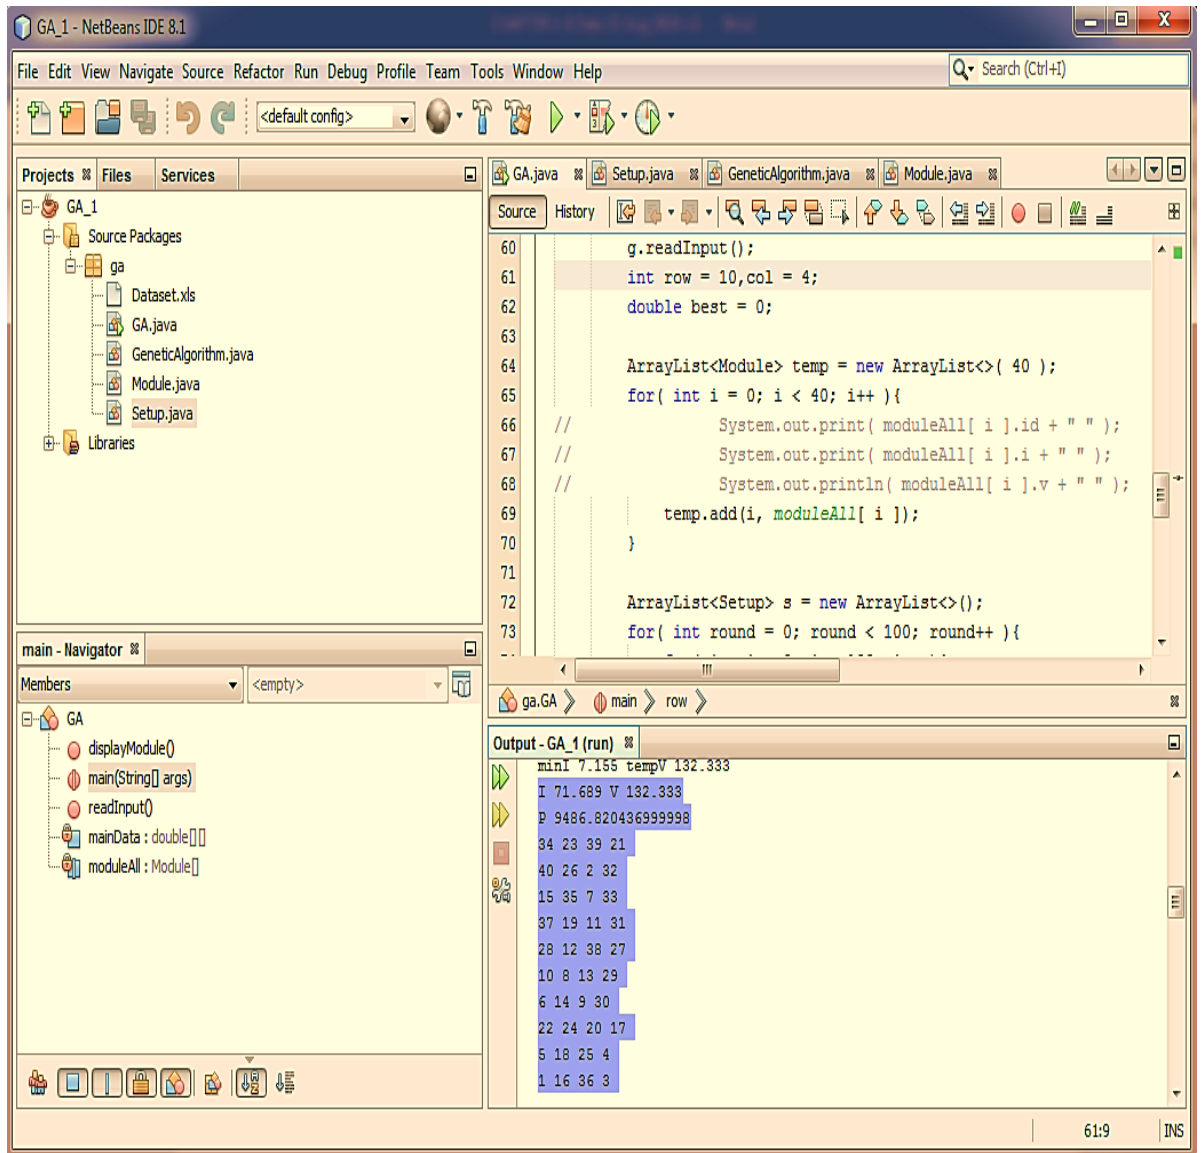 GA_1 - NetBeans IDE 8.1
File Edit View Navigate Source Refactor Run Debug Profile Team Tools Window Help
Search (Ctrl+I)
<default config>
Projects Files Services
GA_1
Source Packages
ga
Dataset.xls
GA.java
GeneticAlgorithm.java
Module.java
Setup.java
Libraries
main - Navigator
Members <empty>
GA
displayModule()
main(String[] args)
readInput()
mainData : double[][]
moduleAll : Module[]
GA.java Setup.java GeneticAlgorithm.java Module.java
Source History
60 g.readInput();
61 int row = 10,col = 4;
62 double best = 0;
63
64 ArrayList<Module> temp = new ArrayList<>( 40 );
65 for( int i = 0; i < 40; i++ ){
66 // System.out.print( moduleAll[ i ].id + " " );
67 // System.out.print( moduleAll[ i ].i + " " );
68 // System.out.println( moduleAll[ i ].v + " " );
69 temp.add(i, moduleAll[ i ]);
70 }
71
72 ArrayList<Setup> s = new ArrayList<>();
73 for( int round = 0; round < 100; round++ ){
ga.GA main row
Output - GA_1 (run)
minI 7.155 tempV 132.333
I 71.689 V 132.333
P 9486.820436999998
34 23 39 21
40 26 2 32
15 35 7 33
37 19 11 31
28 12 38 27
10 8 13 29
6 14 9 30
22 24 20 17
5 18 25 4
1 16 36 3
61:9 INS